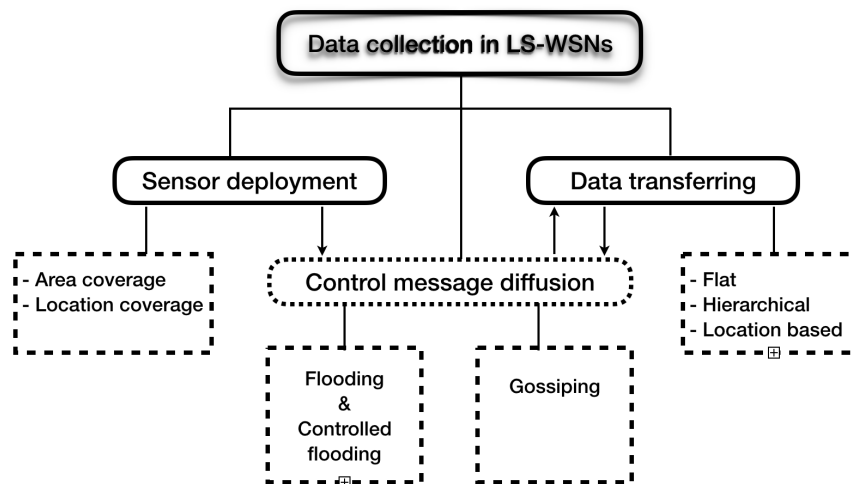 Data collection in LS-WSNs
Sensor deployment
Data transferring
- Area coverage
- Location coverage
Control message diffusion
- Flat
- Hierarchical
- Location based
Flooding
&
Controlled
flooding
Gossiping